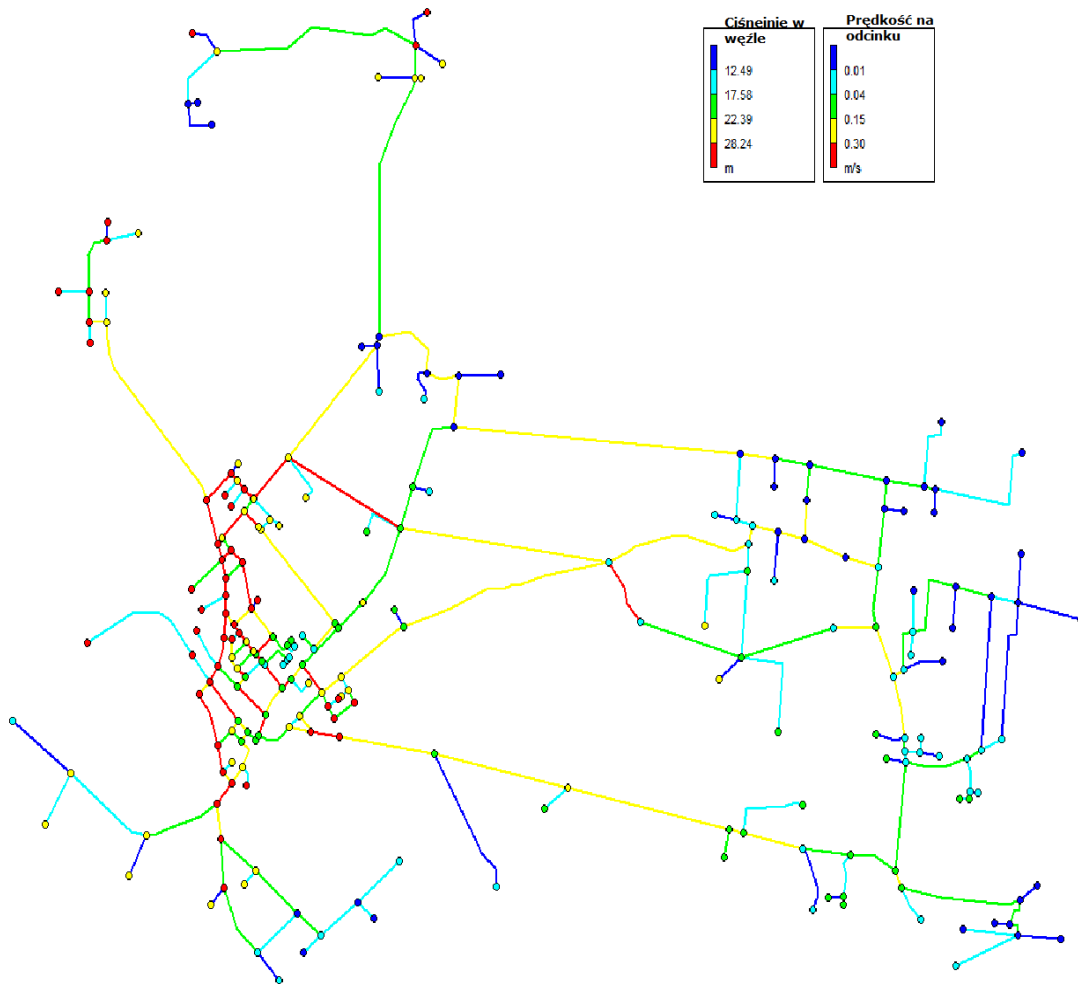 Ciśneinie w
węźle
12.49
17.58
22.39
28.24
m
Prędkość na
odcinku
0.01
0.04
0.15
0.30
m/s